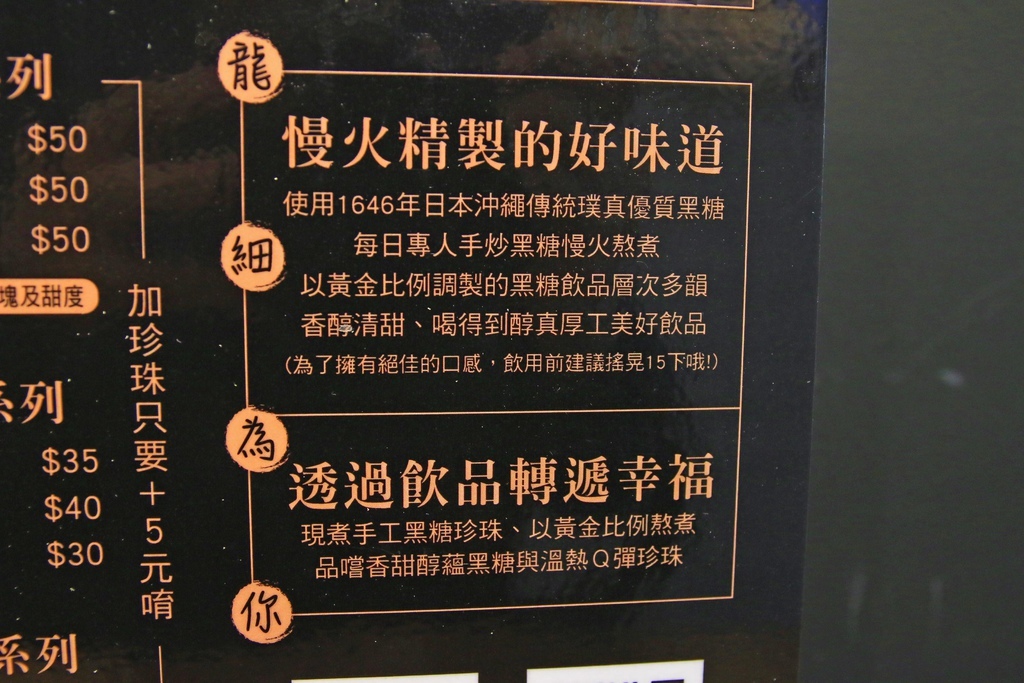 列
$50
$50
$50
塊及甜度
系列
$35
$40
$30
系列
加珍珠只要+5元唷
龍
細
為
你
慢火精製的好味道
使用1646年日本沖繩傳統璞真優質黑糖
每日專人手炒黑糖慢火熬煮
以黃金比例調製的黑糖飲品層次多韻
香醇清甜、喝得到醇真厚工美好飲品
(為了擁有絕佳的口感，飲用前建議搖晃15下哦!)
透過飲品轉遞幸福
現煮手工黑糖珍珠、以黃金比例熬煮
品嚐香甜醇蘊黑糖與溫熱Q彈珍珠